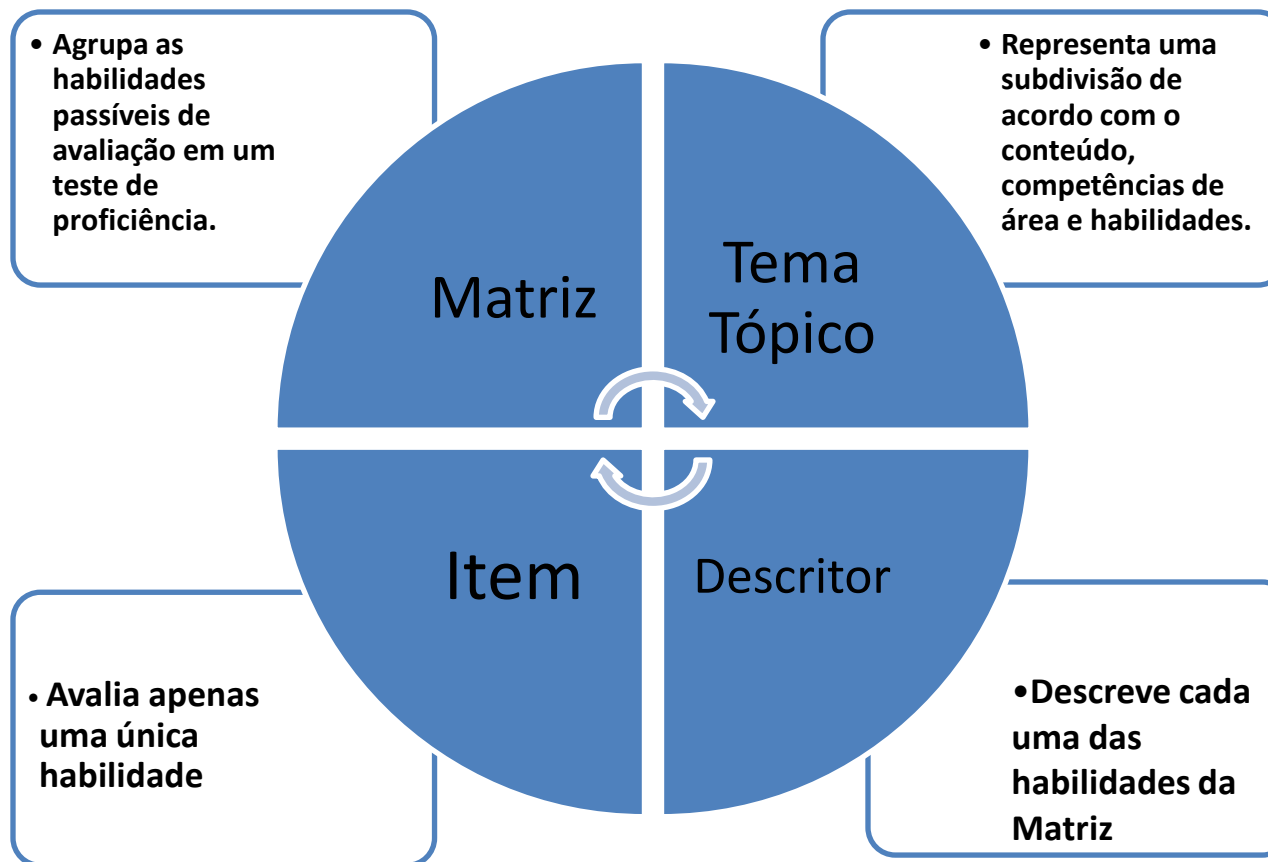 • Agrupa as
habilidades
passíveis de
avaliação em um
teste de
proficiência.
• Representa uma
subdivisão de
acordo com o
conteúdo,
competências de
área e habilidades.
Matriz
Tema
Tópico
Item
Descritor
• Avalia apenas
uma única
habilidade
•Descreve cada
uma das
habilidades da
Matriz